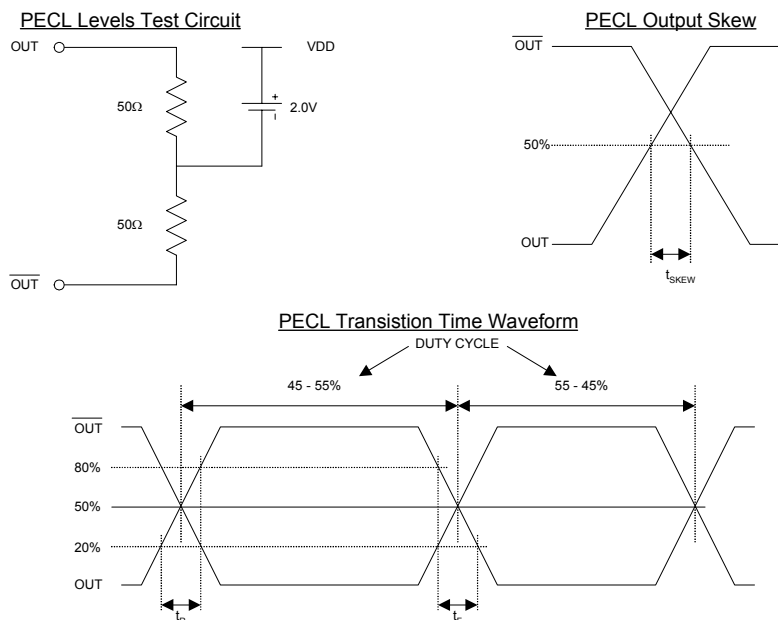 PECL Levels Test Circuit
OUT
VDD
50Ω
+
2.0V
−
50Ω
OUT
PECL Output Skew
OUT
50%
OUT
tSKEW
PECL Transistion Time Waveform
DUTY CYCLE
45 - 55%
55 - 45%
OUT
80%
50%
20%
OUT